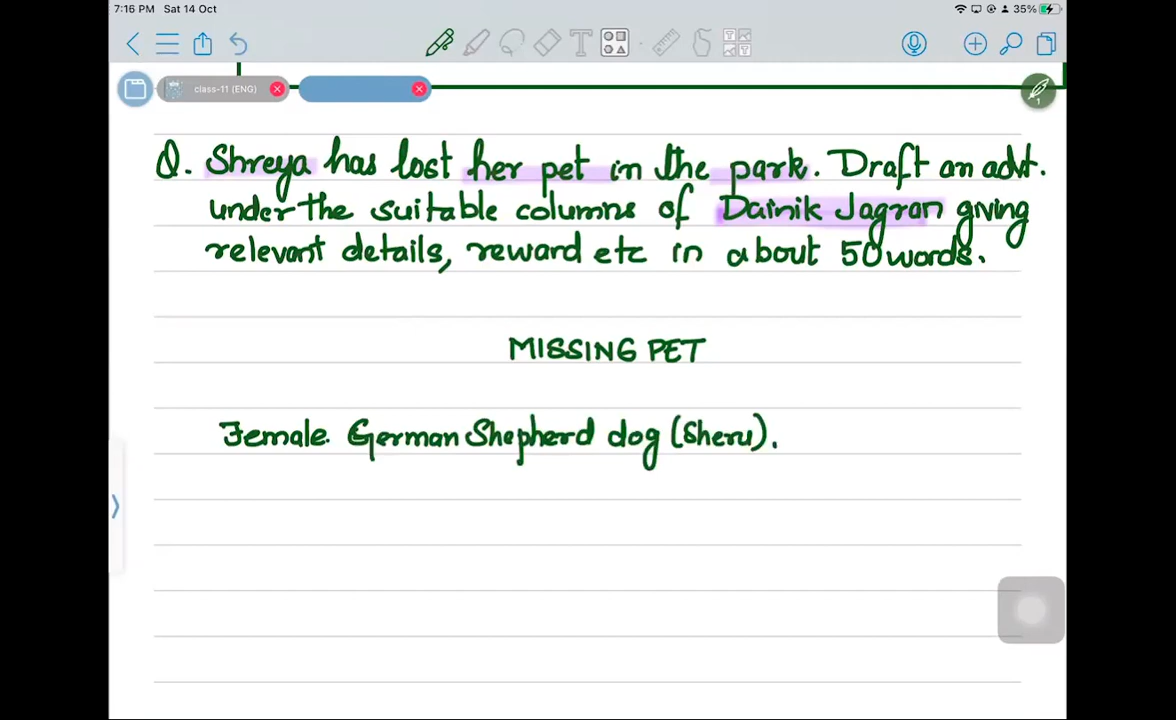 7:16 PM Sat 14 Oct
35%
class-11 (ENG)
1
Q. Shreya has lost her pet in the park. Draft an advt.
under the suitable columns of Dainik Jagran giving
relevant details, reward etc in about 50 words.
MISSING PET
Female German Shepherd dog (Sheru).